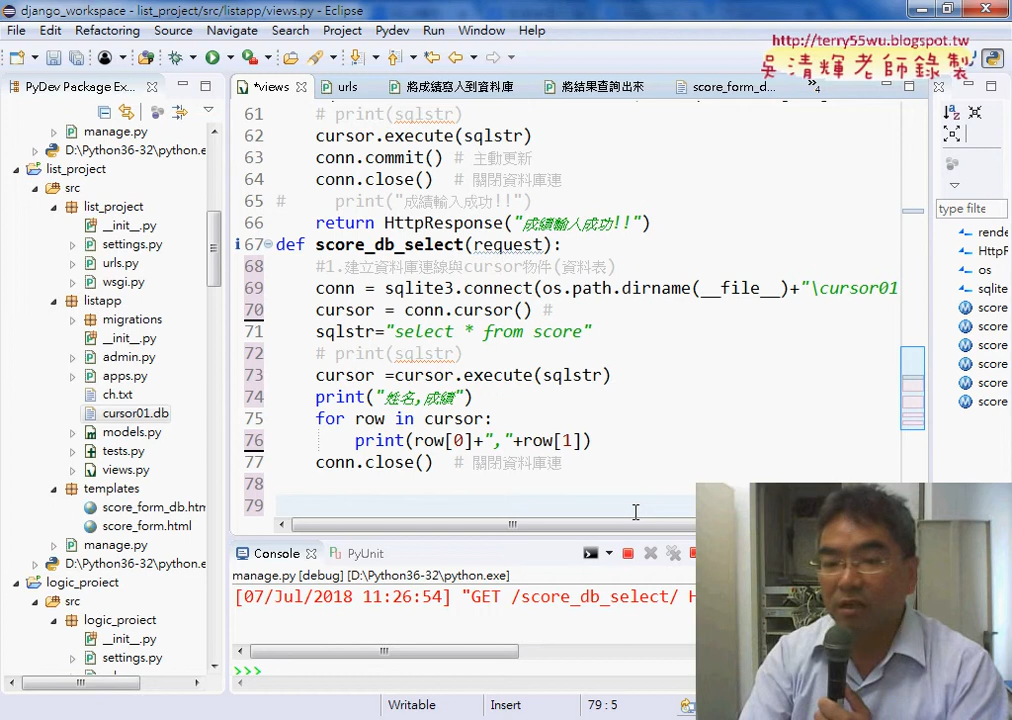 django_workspace - list_project/src/listapp/views.py - Eclipse
File Edit Refactoring Source Navigate Search Project Pydev Run Window Help
http://terry55wu.blogspot.tw
吳清輝老師錄製
PyDev Package Ex...
*views
urls
將成績寫入到資料庫
將結果查詢出來
score_form_d...
4
manage.py
D:\Python36-32\python.e
list_project
src
list_project
__init__.py
settings.py
urls.py
wsgi.py
listapp
migrations
__init__.py
admin.py
apps.py
ch.txt
cursor01.db
models.py
tests.py
views.py
templates
score_form_db.htm
score_form.html
manage.py
D:\Python36-32\python.e
logic_project
src
logic_proiect
__init__.py
settings.py
61 # print(sqlstr)
62 cursor.execute(sqlstr)
63 conn.commit() # 主動更新
64 conn.close() # 關閉資料庫連
65 # print("成績輸入成功!!")
66 return HttpResponse("成績輸入成功!!")
67 def score_db_select(request):
68 #1.建立資料庫連線與cursor物件(資料表)
69 conn = sqlite3.connect(os.path.dirname(__file__)+"\cursor01
70 cursor = conn.cursor() #
71 sqlstr="select * from score"
72 # print(sqlstr)
73 cursor =cursor.execute(sqlstr)
74 print("姓名,成績")
75 for row in cursor:
76 print(row[0]+","+row[1])
77 conn.close() # 關閉資料庫連
78
79
type filte
rende
HttpR
os
sqlite
score
score
score
score
score
score
Console
PyUnit
manage.py [debug] [D:\Python36-32\python.exe]
[07/Jul/2018 11:26:54] "GET /score_db_select/ H
>>>
Writable Insert 79 : 5